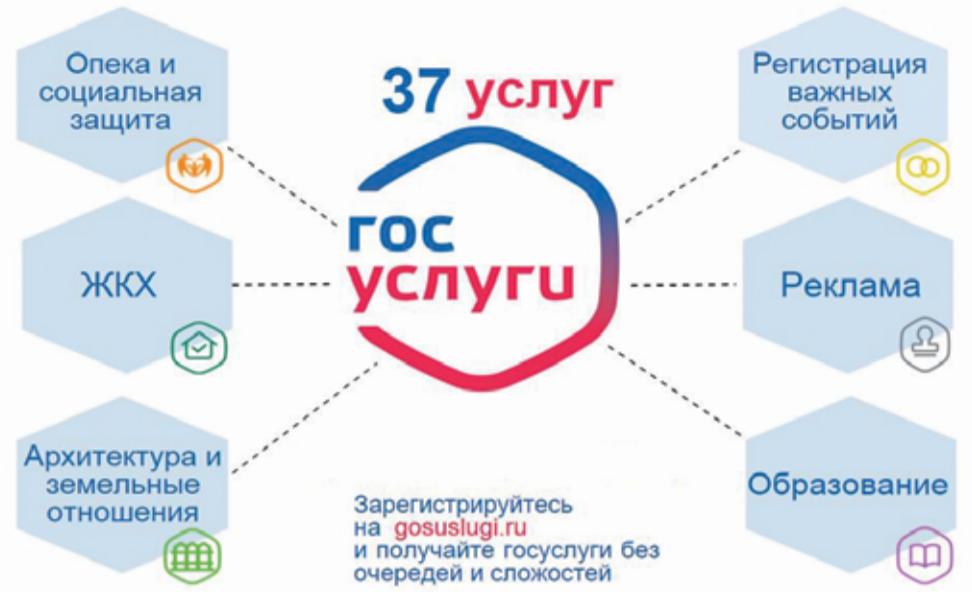 Опека и
социальная
защита
37 услуг
Регистрация
важных
событий
гос
услуги
ЖКХ
Реклама
Архитектура и
земельные
отношения
Образование
Зарегистрируйтесь
на gosuslugi.ru
и получайте госуслуги без
очередей и сложностей